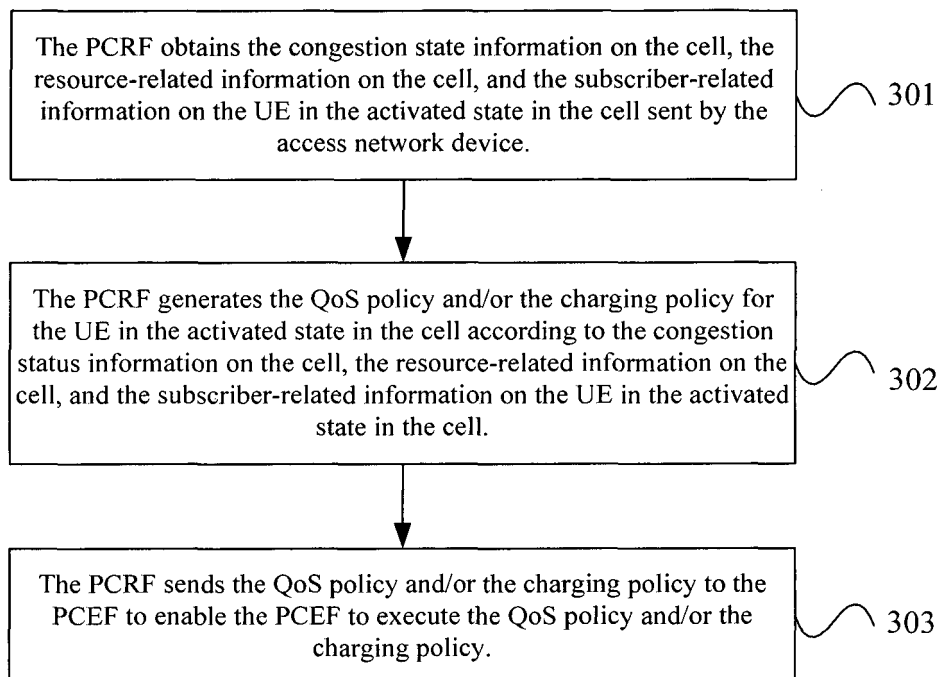 The PCRF obtains the congestion state information on the cell, the
resource-related information on the cell, and the subscriber-related
information on the UE in the activated state in the cell sent by the
access network device.
301
The PCRF generates the QoS policy and/or the charging policy for
the UE in the activated state in the cell according to the congestion
status information on the cell, the resource-related information on the
cell, and the subscriber-related information on the UE in the activated
state in the cell.
302
The PCRF sends the QoS policy and/or the charging policy to the
PCEF to enable the PCEF to execute the QoS policy and/or the
charging policy.
303